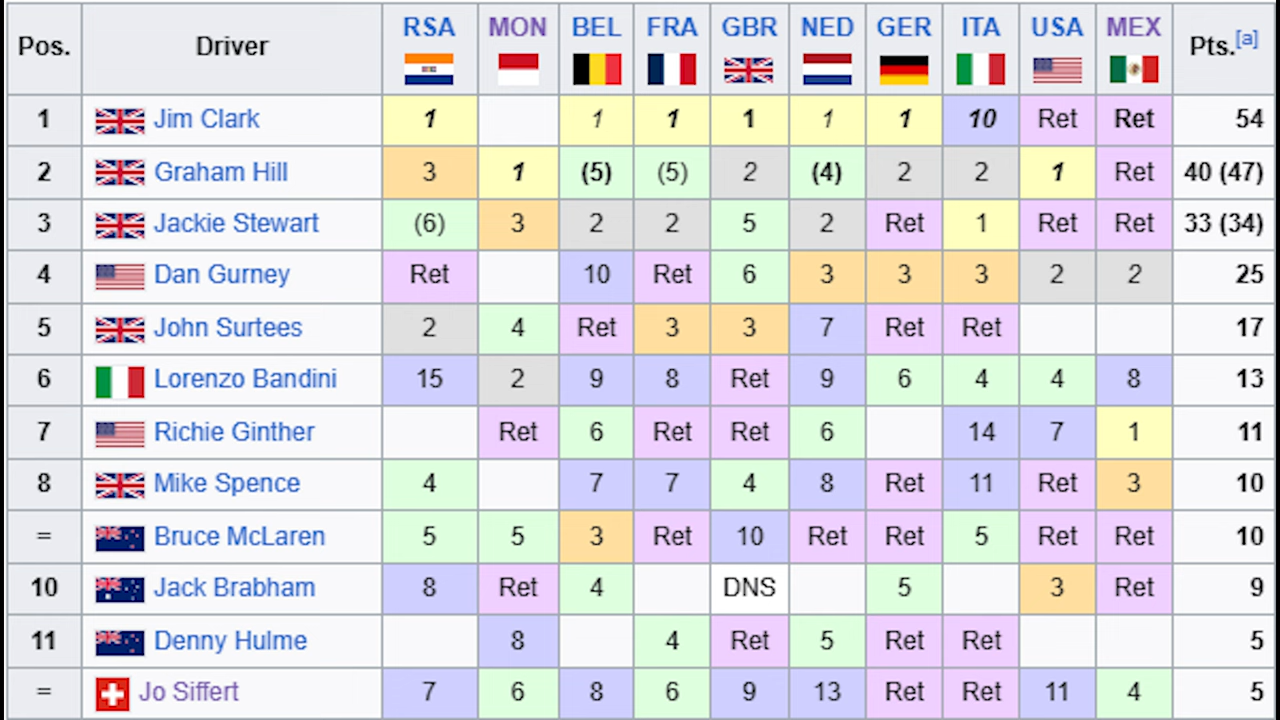 Pos. Driver RSA MON BEL FRA GBR NED GER ITA USA MEX Pts.[a]
1 Jim Clark 1 1 1 1 1 1 10 Ret Ret 54
2 Graham Hill 3 1 (5) (5) 2 (4) 2 2 1 Ret 40 (47)
3 Jackie Stewart (6) 3 2 2 5 2 Ret 1 Ret Ret 33 (34)
4 Dan Gurney Ret 10 Ret 6 3 3 3 2 2 25
5 John Surtees 2 4 Ret 3 3 7 Ret Ret 17
6 Lorenzo Bandini 15 2 9 8 Ret 9 6 4 4 8 13
7 Richie Ginther Ret 6 Ret Ret 6 14 7 1 11
8 Mike Spence 4 7 7 4 8 Ret 11 Ret 3 10
= Bruce McLaren 5 5 3 Ret 10 Ret Ret 5 Ret Ret 10
10 Jack Brabham 8 Ret 4 DNS 5 3 Ret 9
11 Denny Hulme 8 4 Ret 5 Ret Ret 5
= Jo Siffert 7 6 8 6 9 13 Ret Ret 11 4 5